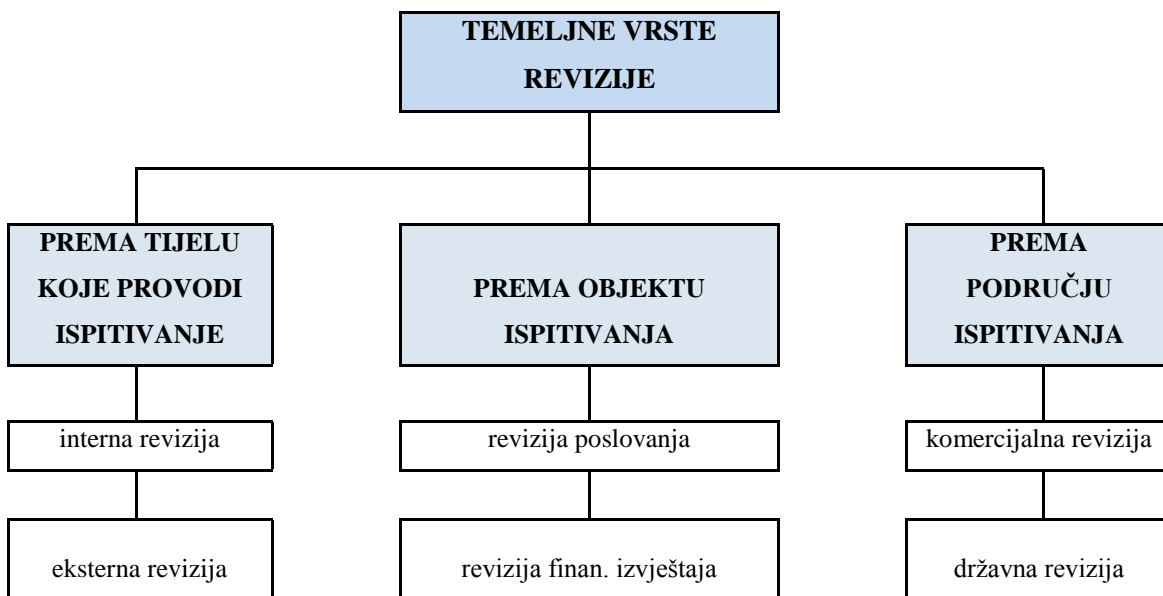 TEMELJNE VRSTE
REVIZIJE
PREMA TIJELU
KOJE PROVODI
ISPITIVANJE
PREMA OBJEKTU
ISPITIVANJA
PREMA
PODRUČJU
ISPITIVANJA
interna revizija
revizija poslovanja
komercijalna revizija
eksterna revizija
revizija finan. izvještaja
državna revizija